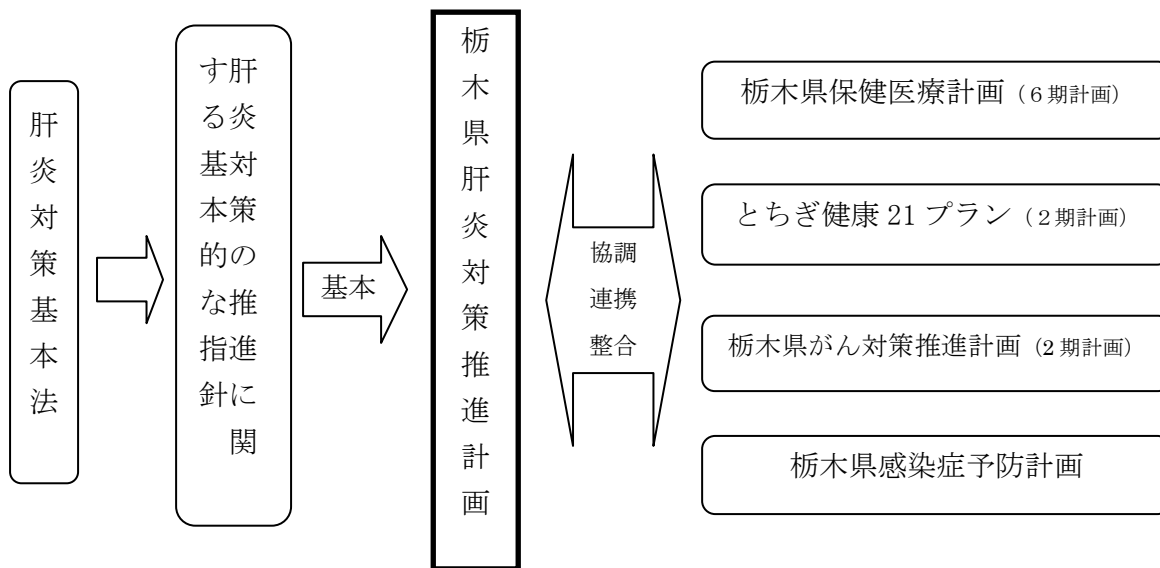 肝炎対策基本法
肝炎対策の推進に関
する基本的な指針
基本
栃木県肝炎対策推進計画
協調
連携
整合
栃木県保健医療計画（６期計画）
とちぎ健康 21 プラン（２期計画）
栃木県がん対策推進計画（2 期計画）
栃木県感染症予防計画